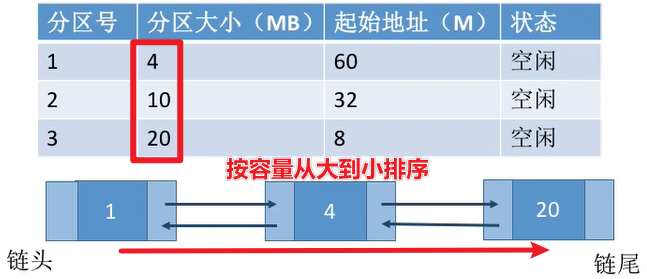 分区号 分区大小（MB） 起始地址（M） 状态
1 4 60 空闲
2 10 32 空闲
3 20 8 空闲
按容量从大到小排序
1 4 20
链头 链尾